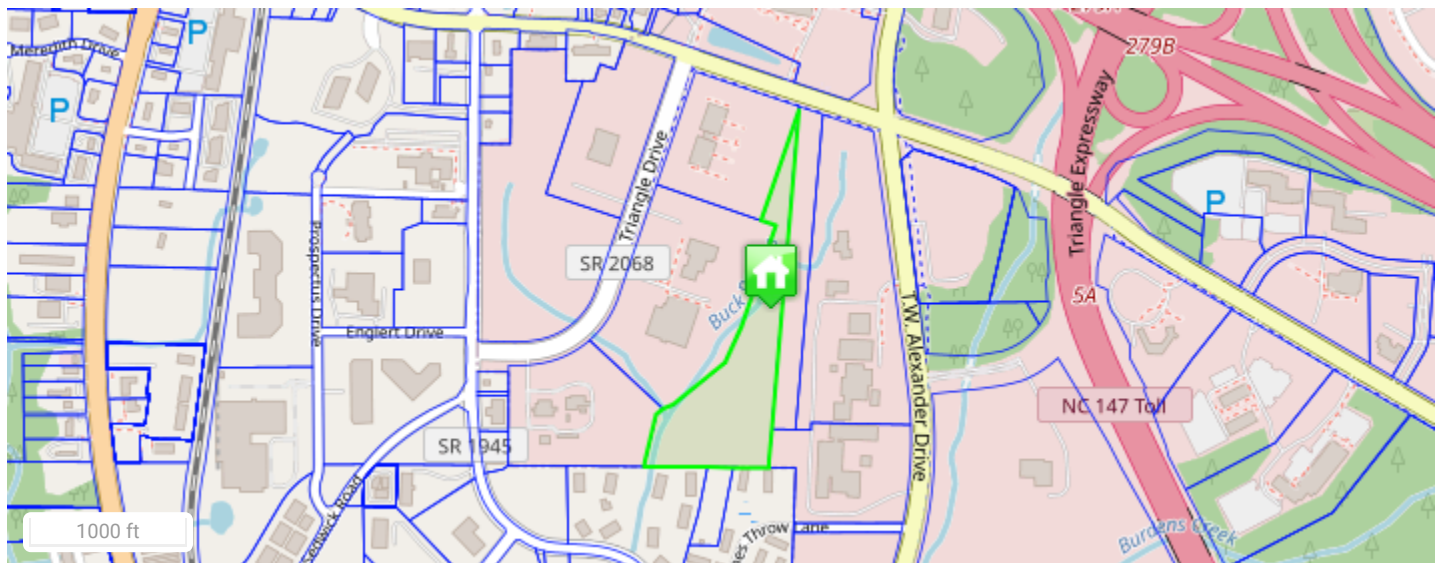 Meredith Drive
P
P
279B
Triangle Expressway
Triangle Drive
P
Prospectus Drive
SR 2068
Buck
5A
T.W. Alexander Drive
Englert Drive
NC 147 Toll
SR 1945
Sedwick Road
1000 ft
Throw Lane
Burdens Creek